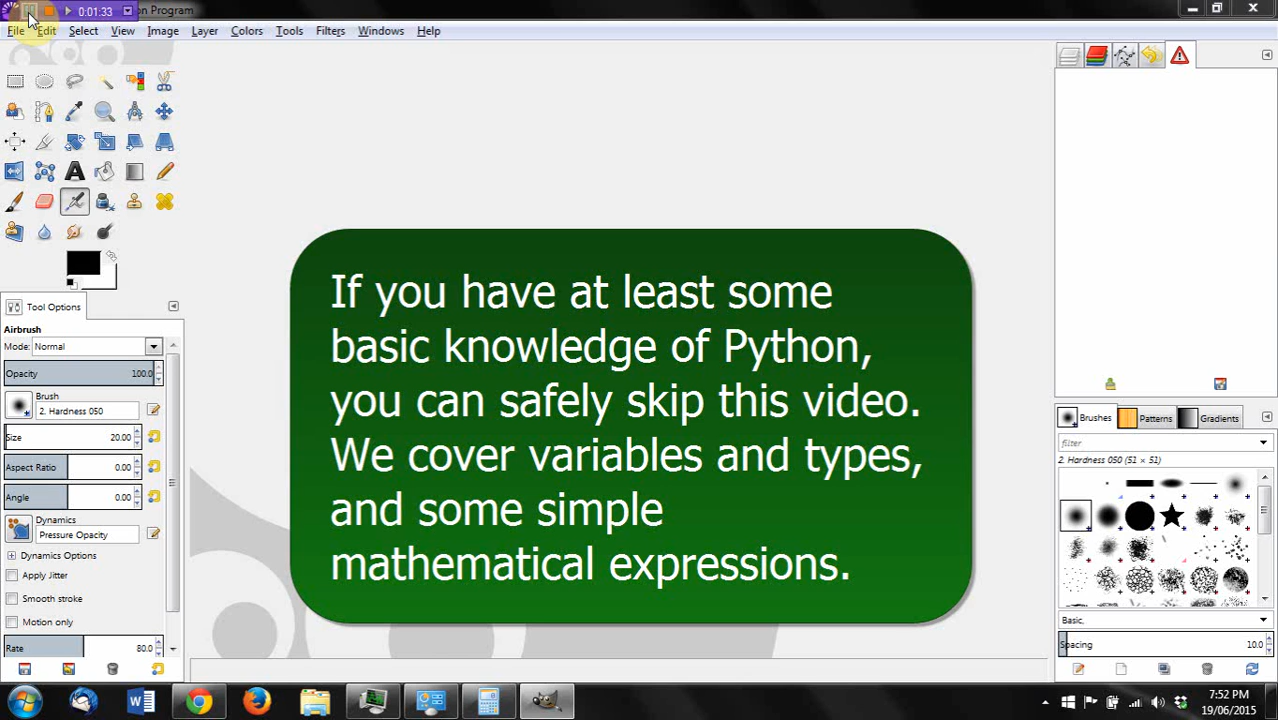 0:01:33
on Program
File Edit Select View Image Layer Colors Tools Filters Windows Help
Tool Options
Airbrush
Mode: Normal
Opacity 100.0
Brush
2. Hardness 050
Size 20.00
Aspect Ratio 0.00
Angle 0.00
Dynamics
Pressure Opacity
Dynamics Options
Apply Jitter
Smooth stroke
Motion only
Rate 80.0
If you have at least some
basic knowledge of Python,
you can safely skip this video.
We cover variables and types,
and some simple
mathematical expressions.
Brushes Patterns Gradients
filter
2. Hardness 050 (51 × 51)
Basic,
Spacing 10.0
7:52 PM
19/06/2015